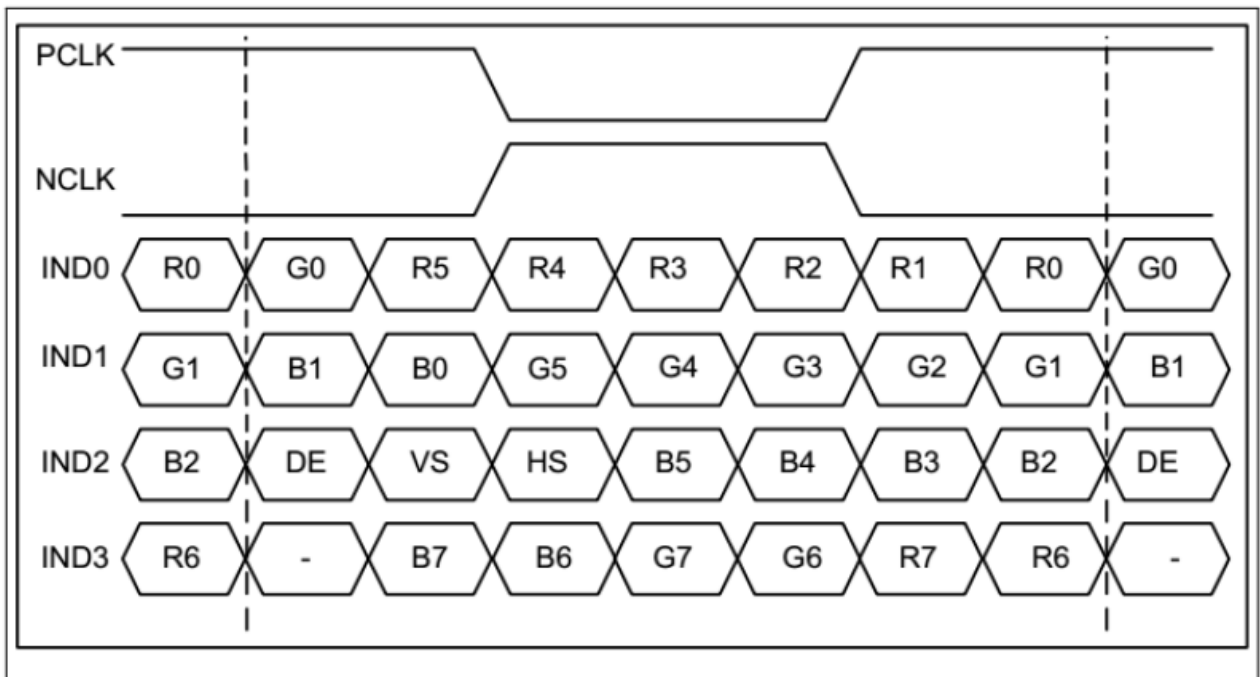 PCLK
NCLK
IND0 R0 G0 R5 R4 R3 R2 R1 R0 G0
IND1 G1 B1 B0 G5 G4 G3 G2 G1 B1
IND2 B2 DE VS HS B5 B4 B3 B2 DE
IND3 R6 - B7 B6 G7 G6 R7 R6 -